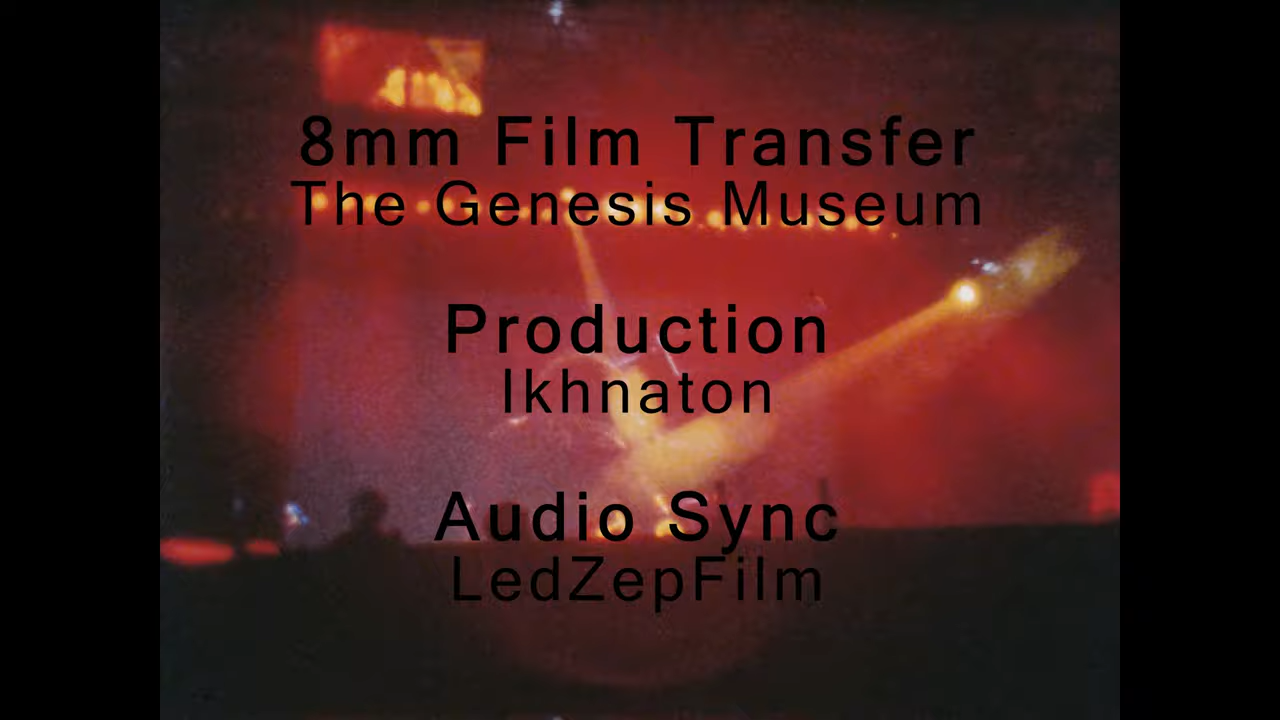 8mm Film Transfer
The Genesis Museum
Production
Ikhnaton
Audio Sync
LedZepFilm